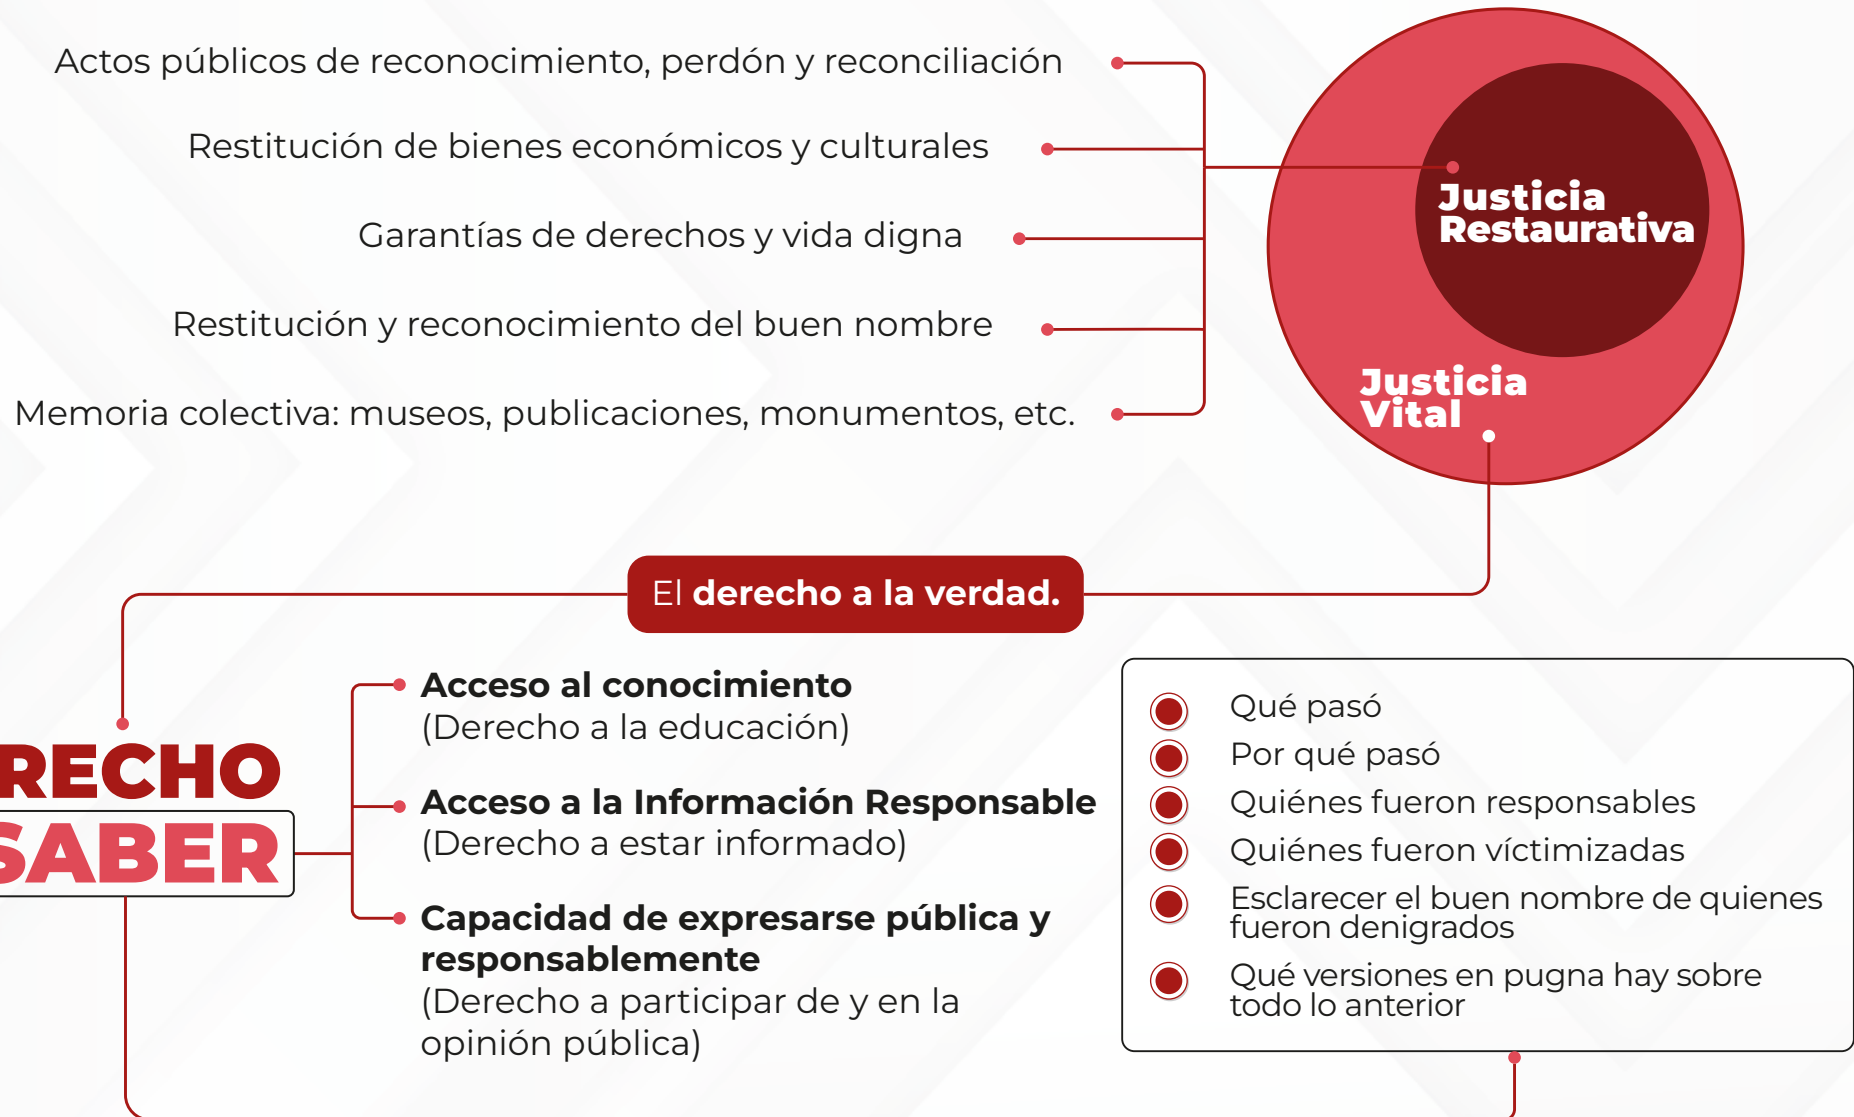 Actos públicos de reconocimiento, perdón y reconciliación
Restitución de bienes económicos y culturales
Garantías de derechos y vida digna
Restitución y reconocimiento del buen nombre
Memoria colectiva: museos, publicaciones, monumentos, etc.
Justicia
Restaurativa
Justicia
Vital
El derecho a la verdad.
RECHO
SABER
Acceso al conocimiento
(Derecho a la educación)
Acceso a la Información Responsable
(Derecho a estar informado)
Capacidad de expresarse pública y
responsablemente
(Derecho a participar de y en la
opinión pública)
Qué pasó
Por qué pasó
Quiénes fueron responsables
Quiénes fueron víctimizadas
Esclarecer el buen nombre de quienes
fueron denigrados
Qué versiones en pugna hay sobre
todo lo anterior